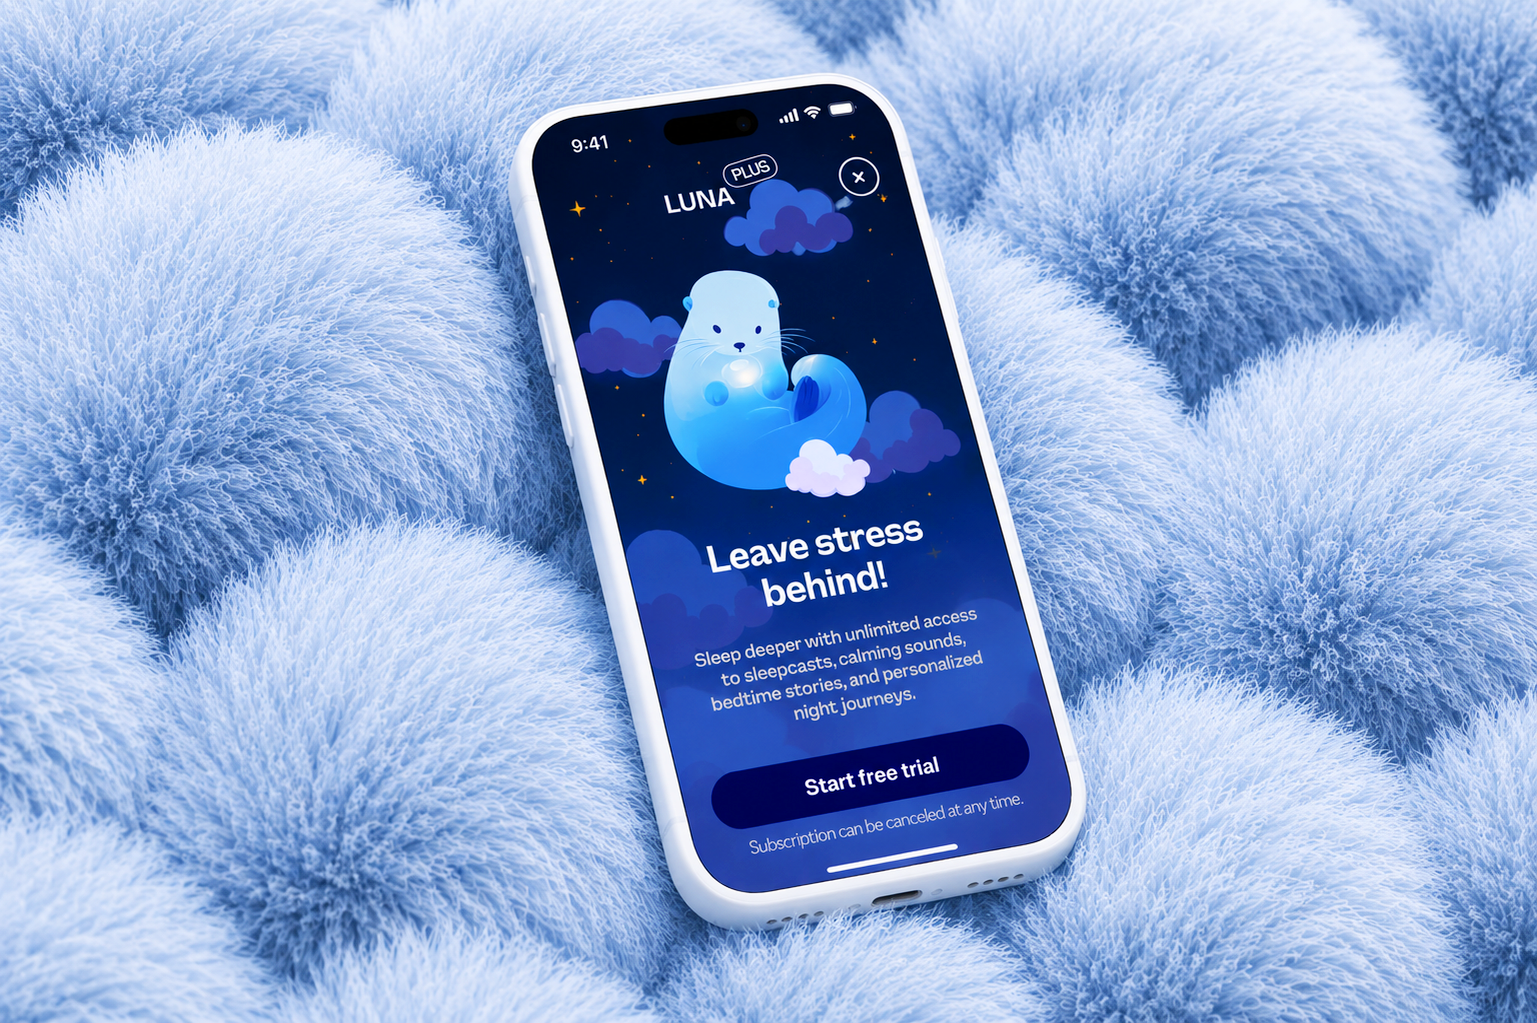 9:41
PLUS
LUNA
Leave stress
behind!
Sleep deeper with unlimited access
to sleepcasts, calming sounds,
bedtime stories, and personalized
night journeys.
Start free trial
Subscription can be canceled at any time.